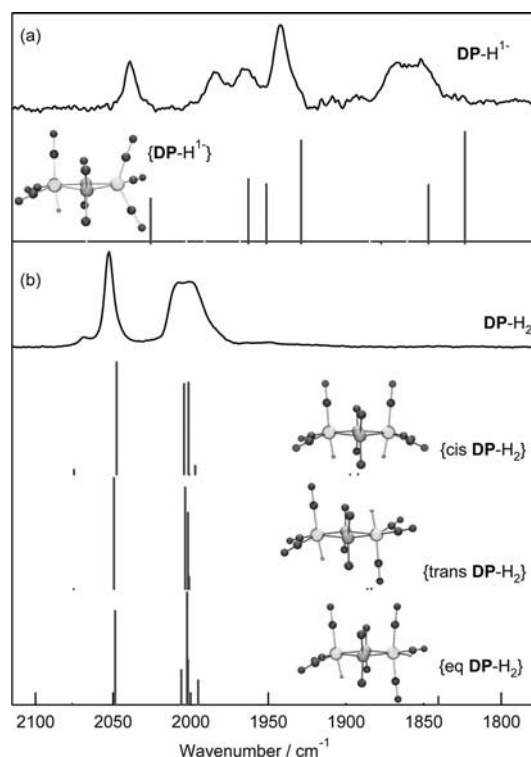 (a)
DP-H1-
{DP-H1-}
(b)
DP-H2
{cis DP-H2}
{trans DP-H2}
{eq DP-H2}
2100 2050 2000 1950 1900 1850 1800
Wavenumber / cm-1